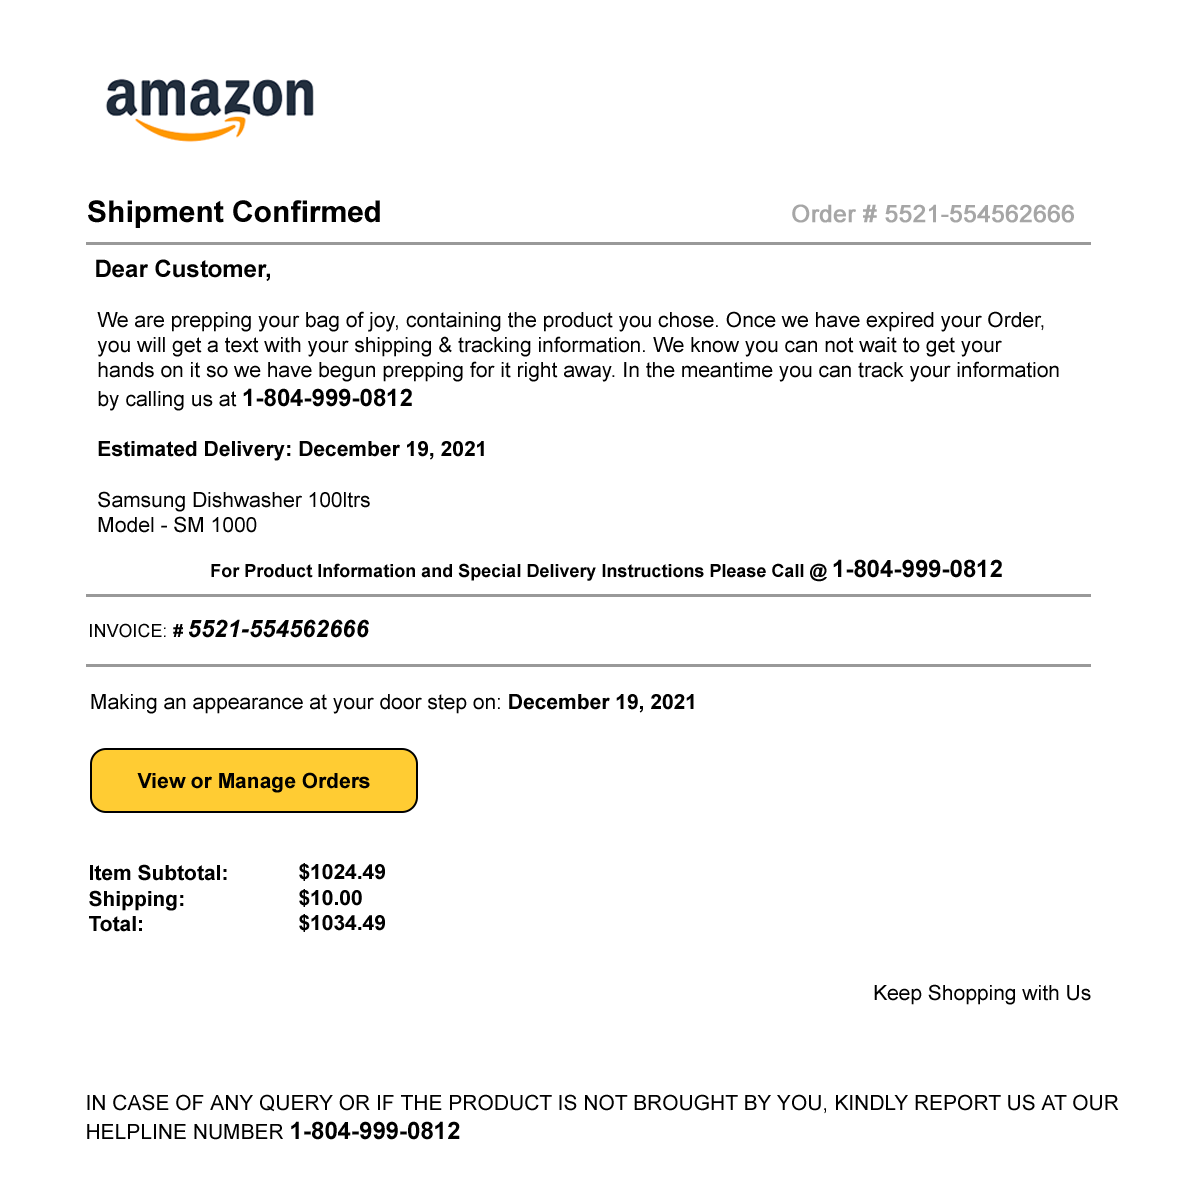 amazon
Shipment Confirmed
Order # 5521-554562666
Dear Customer,
We are prepping your bag of joy, containing the product you chose. Once we have expired your Order,
you will get a text with your shipping & tracking information. We know you can not wait to get your
hands on it so we have begun prepping for it right away. In the meantime you can track your information
by calling us at 1-804-999-0812
Estimated Delivery: December 19, 2021
Samsung Dishwasher 100ltrs
Model - SM 1000
For Product Information and Special Delivery Instructions Please Call @ 1-804-999-0812
INVOICE: # 5521-554562666
Making an appearance at your door step on: December 19, 2021
View or Manage Orders
Item Subtotal: $1024.49
Shipping: $10.00
Total: $1034.49
Keep Shopping with Us
IN CASE OF ANY QUERY OR IF THE PRODUCT IS NOT BROUGHT BY YOU, KINDLY REPORT US AT OUR
HELPLINE NUMBER 1-804-999-0812